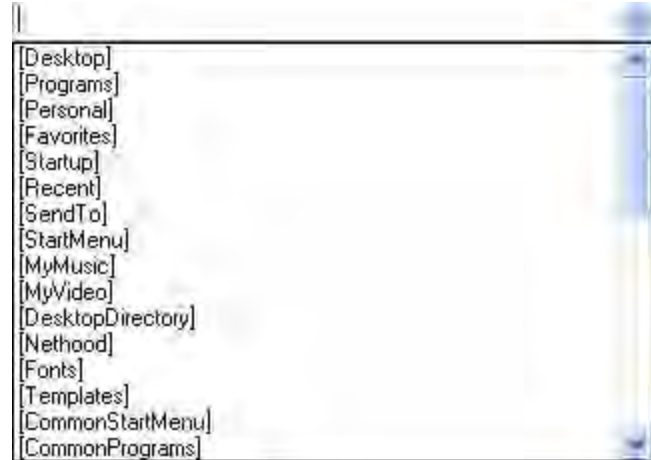 [Desktop]
[Programs]
[Personal]
[Favorites]
[Startup]
[Recent]
[SendTo]
[StartMenu]
[MyMusic]
[MyVideo]
[DesktopDirectory]
[Nethood]
[Fonts]
[Templates]
[CommonStartMenu]
[CommonPrograms]